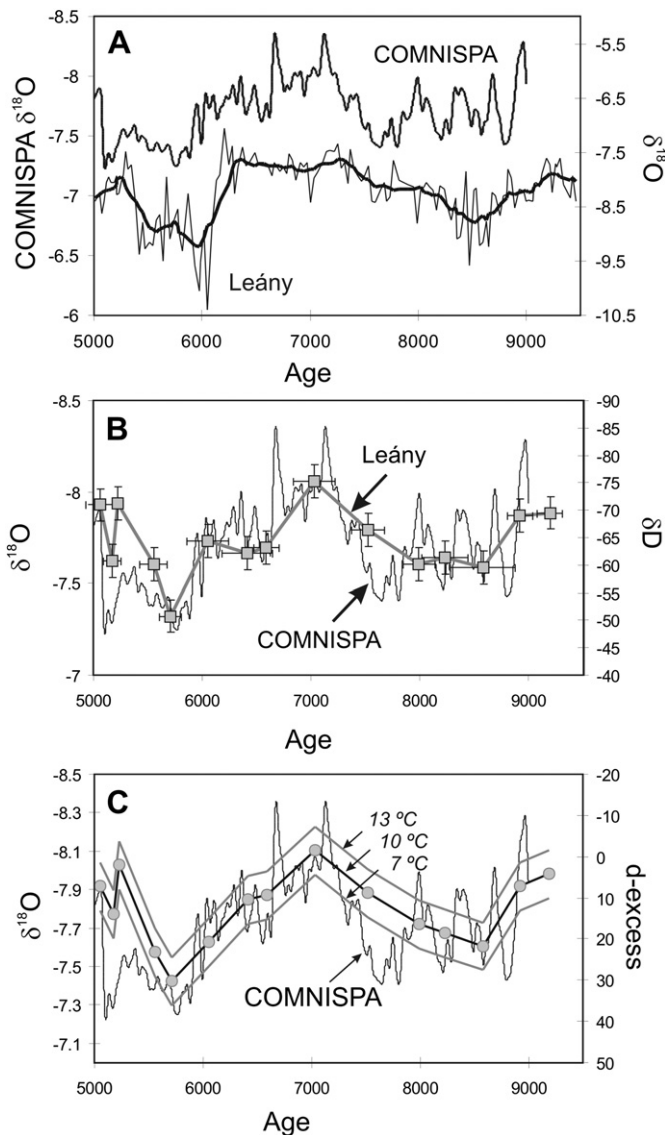 A
COMNISPA δ18O
-8.5
-8
-7.5
-7
-6.5
-6
-5.5
-6.5
-7.5
-8.5
-9.5
-10.5
δ18O
COMNISPA
Leány
5000 6000 7000 8000 9000
Age
B
δ18O
-8.5
-8
-7.5
-7
-90
-85
-80
-75
-70
-65
-60
-55
-50
-45
-40
δD
Leány
COMNISPA
5000 6000 7000 8000 9000
Age
C
δ18O
-8.5
-8.3
-8.1
-7.9
-7.7
-7.5
-7.3
-7.1
-20
-10
0
10
20
30
40
50
d-excess
13 ºC
10 ºC
7 ºC
COMNISPA
5000 6000 7000 8000 9000
Age